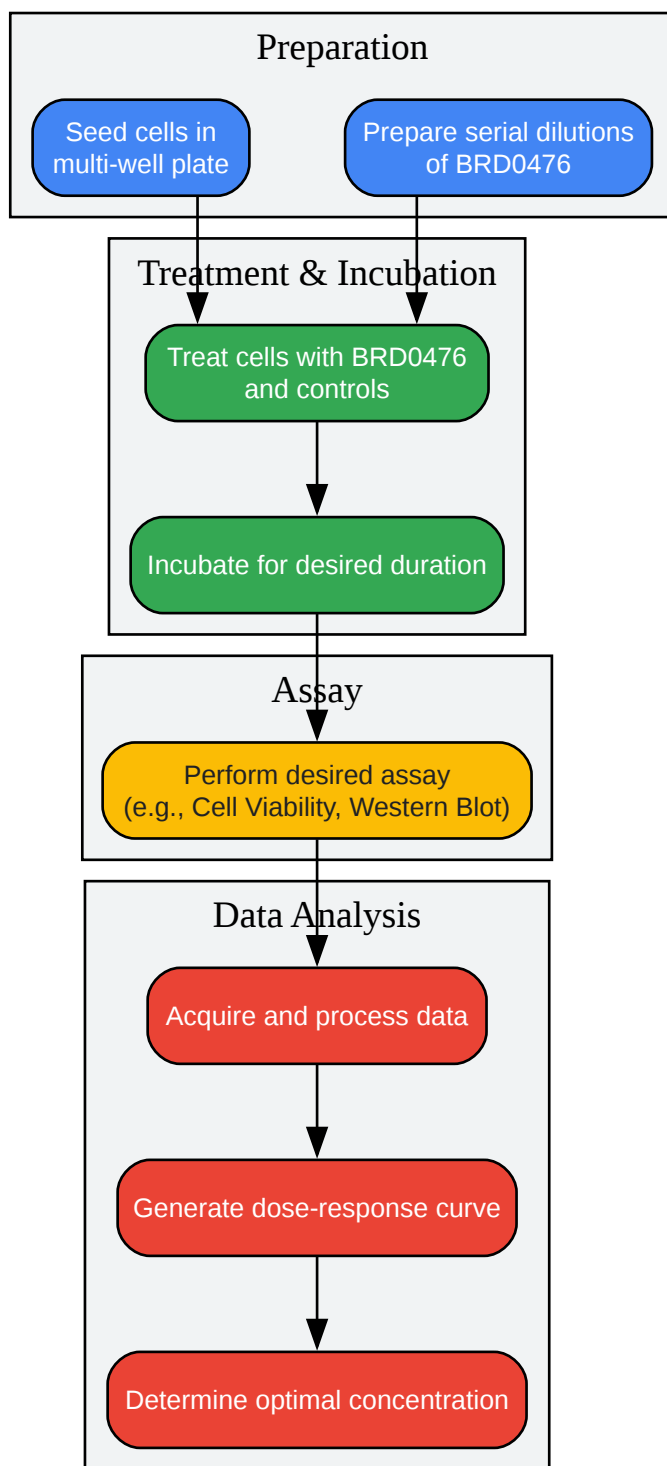 Preparation
Seed cells in
multi-well plate
Prepare serial dilutions
of BRD0476
Treatment & Incubation
Treat cells with BRD0476
and controls
Incubate for desired duration
Assay
Perform desired assay
(e.g., Cell Viability, Western Blot)
Data Analysis
Acquire and process data
Generate dose-response curve
Determine optimal concentration